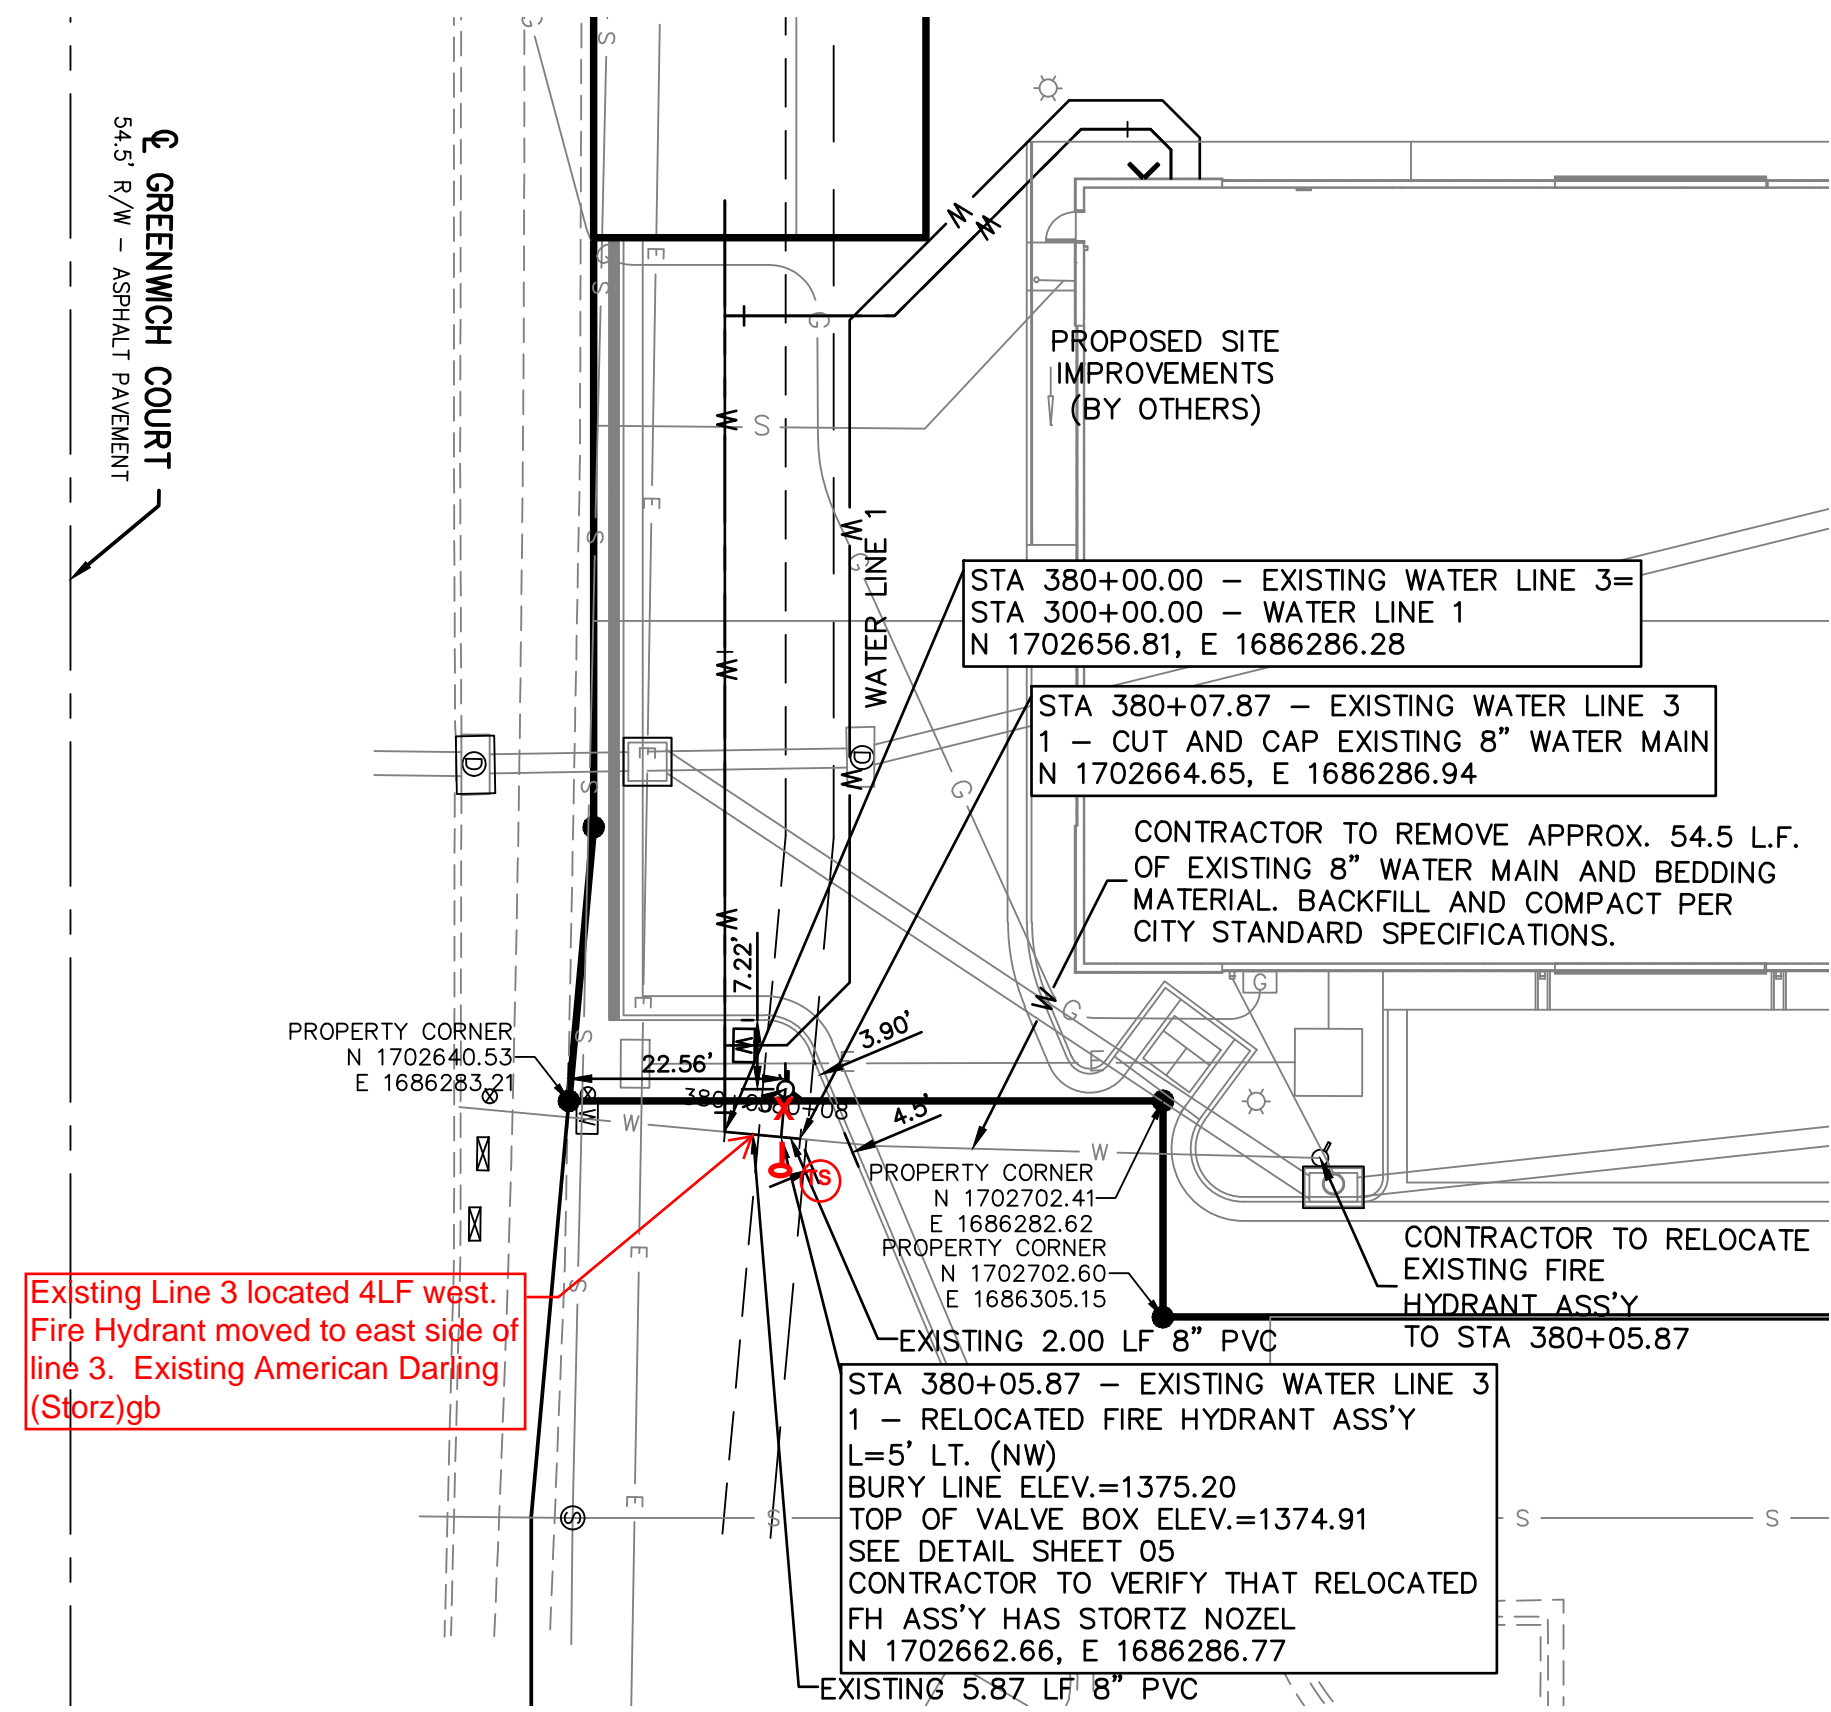 ℄ GREENWICH COURT
54.5' R/W – ASPHALT PAVEMENT
PROPOSED SITE
IMPROVEMENTS
(BY OTHERS)
WATER LINE 1
STA 380+00.00 – EXISTING WATER LINE 3=
STA 300+00.00 – WATER LINE 1
N 1702656.81, E 1686286.28
STA 380+07.87 – EXISTING WATER LINE 3
1 – CUT AND CAP EXISTING 8" WATER MAIN
N 1702664.65, E 1686286.94
CONTRACTOR TO REMOVE APPROX. 54.5 L.F.
OF EXISTING 8" WATER MAIN AND BEDDING
MATERIAL. BACKFILL AND COMPACT PER
CITY STANDARD SPECIFICATIONS.
7.22'
3.90'
22.56'
4.5'
PROPERTY CORNER
N 1702640.53
E 1686283.21
TS
PROPERTY CORNER
N 1702702.41
E 1686282.62
PROPERTY CORNER
N 1702702.60
E 1686305.15
CONTRACTOR TO RELOCATE
EXISTING FIRE
HYDRANT ASS'Y
TO STA 380+05.87
Existing Line 3 located 4LF west.
Fire Hydrant moved to east side of
line 3.  Existing American Darling
(Storz)gb
EXISTING 2.00 LF 8" PVC
STA 380+05.87 – EXISTING WATER LINE 3
1 – RELOCATED FIRE HYDRANT ASS'Y
L=5' LT. (NW)
BURY LINE ELEV.=1375.20
TOP OF VALVE BOX ELEV.=1374.91
SEE DETAIL SHEET 05
CONTRACTOR TO VERIFY THAT RELOCATED
FH ASS'Y HAS STORTZ NOZEL
N 1702662.66, E 1686286.77
EXISTING 5.87 LF 8" PVC